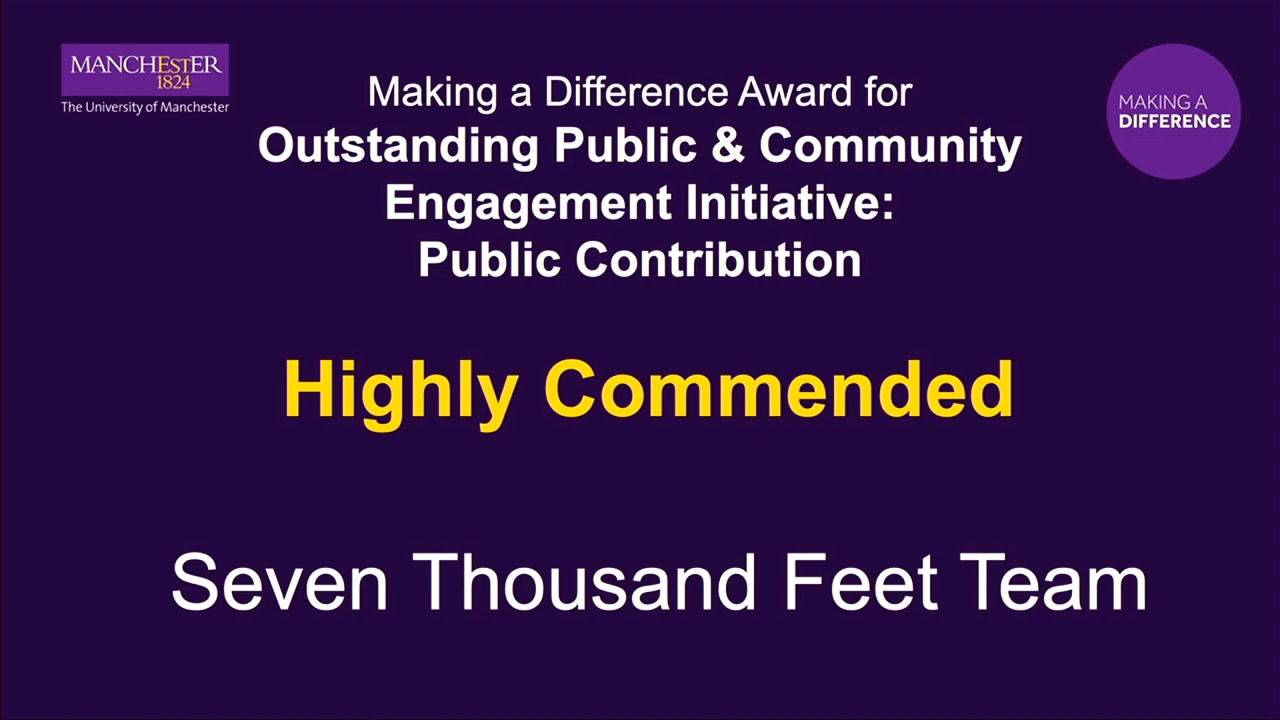 MANCHESTER
1824
The University of Manchester
Making a Difference Award for
Outstanding Public & Community
Engagement Initiative:
Public Contribution
MAKING A
DIFFERENCE
Highly Commended
Seven Thousand Feet Team